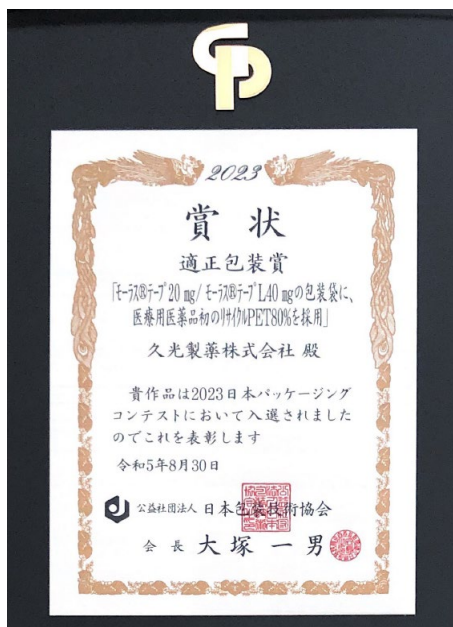 2023
賞状
適正包装賞
「モーラス®テープ20mg/モーラス®テープL40mgの包装袋に、
医療用医薬品初のリサイクルPET80%を採用」
久光製薬株式会社 殿
貴作品は2023日本パッケージング
コンテストにおいて入選されました
のでこれを表彰します
令和5年8月30日
公益社団法人 日本包装技術協会
会長 大塚一男